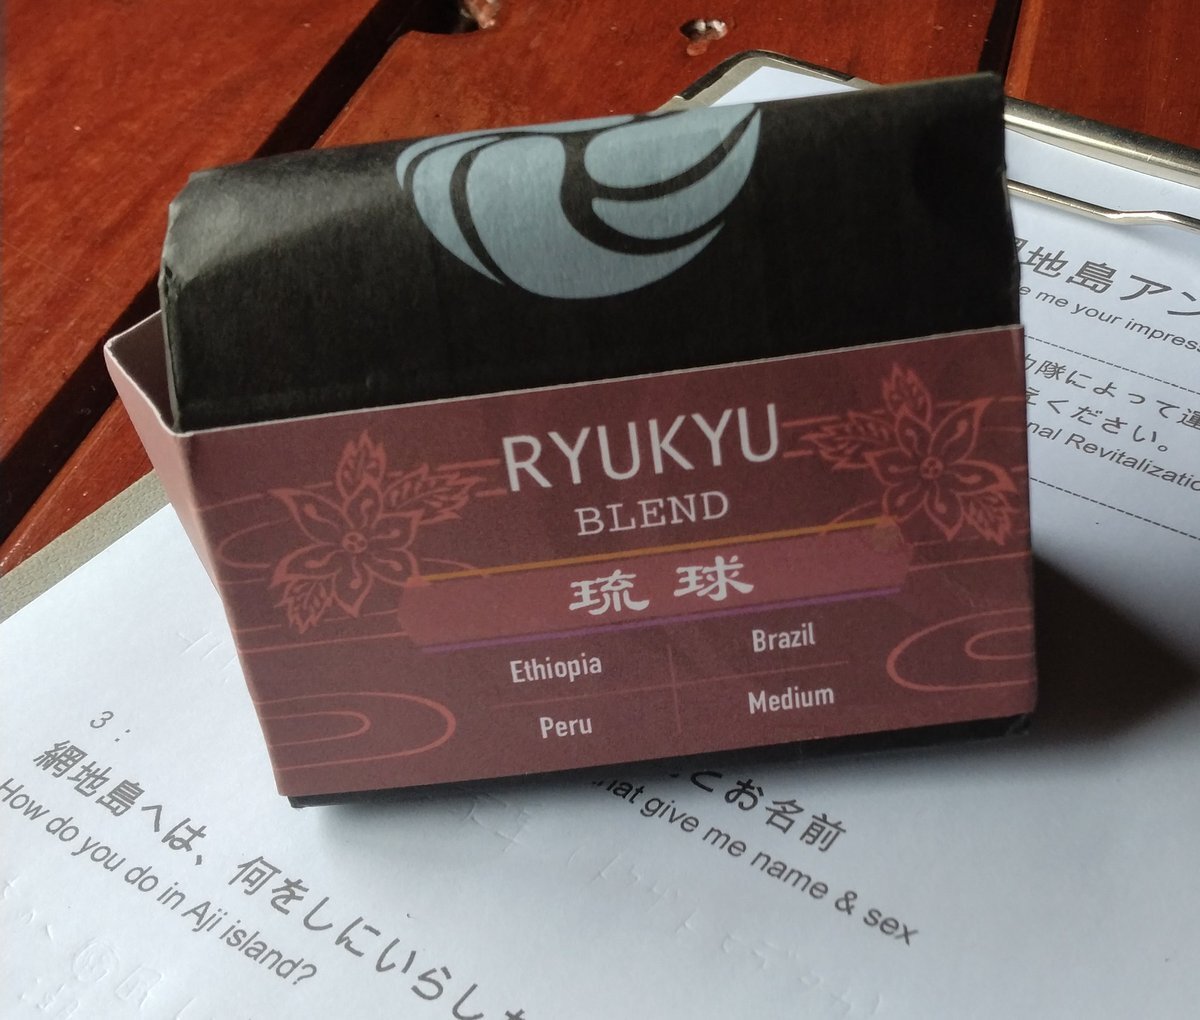 RYUKYU
BLEND
琉球
Ethiopia
Brazil
Peru
Medium
地島アン
me your impress
隊によって運
ください。
nal Revitalizatio
3：
網地島へは、何をしにいらした
How do you do in Aji island?
とお名前
hat give me name & sex